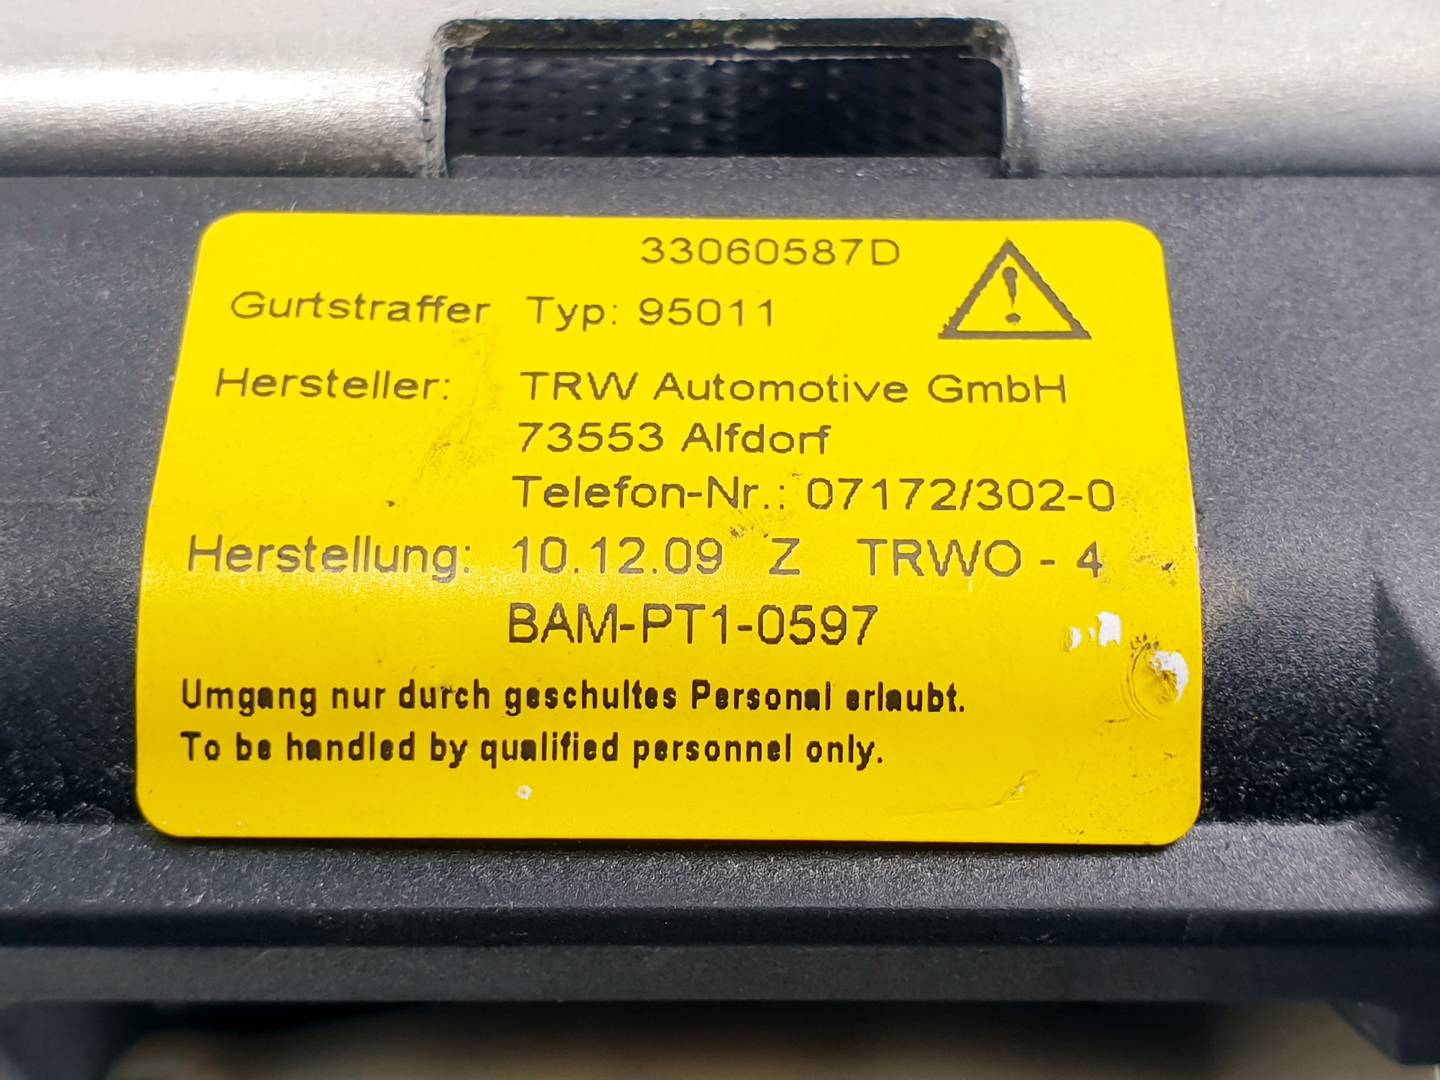 33060587D
Gurtstraffer Typ: 95011
Hersteller: TRW Automotive GmbH
73553 Alfdorf
Telefon-Nr.: 07172/302-0
Herstellung: 10.12.09 Z TRWO - 4
BAM-PT1-0597
Umgang nur durch geschultes Personal erlaubt.
To be handled by qualified personnel only.